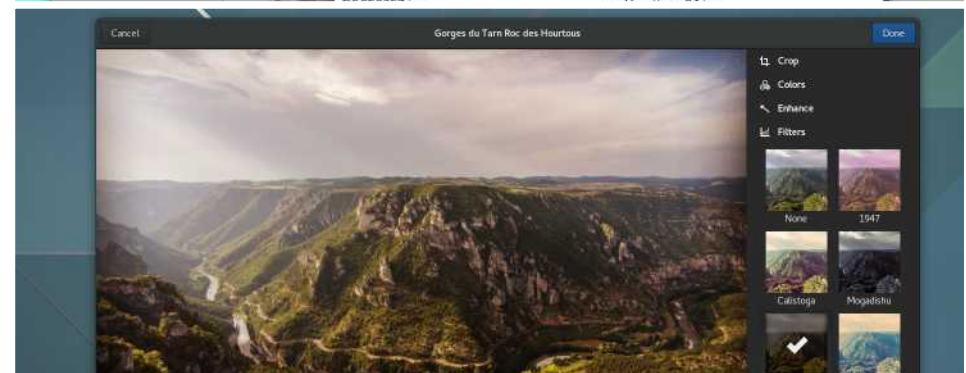 Cancel
Gorges du Tarn Roc des Hourtous
Done
Crop
Colors
Enhance
Filters
None
1947
Calistoga
Mogadishu